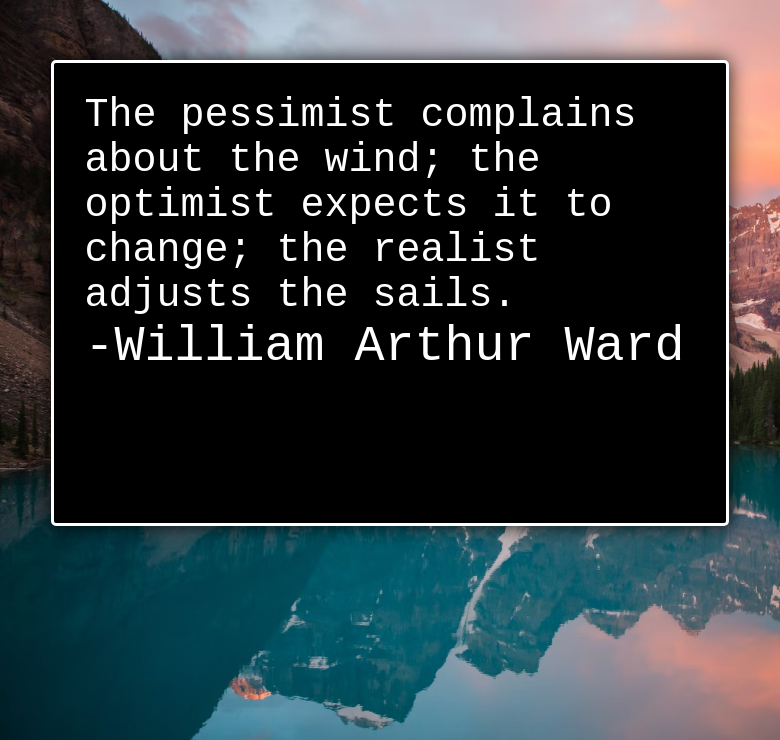 The pessimist complains
about the wind; the
optimist expects it to
change; the realist
adjusts the sails.
-William Arthur Ward